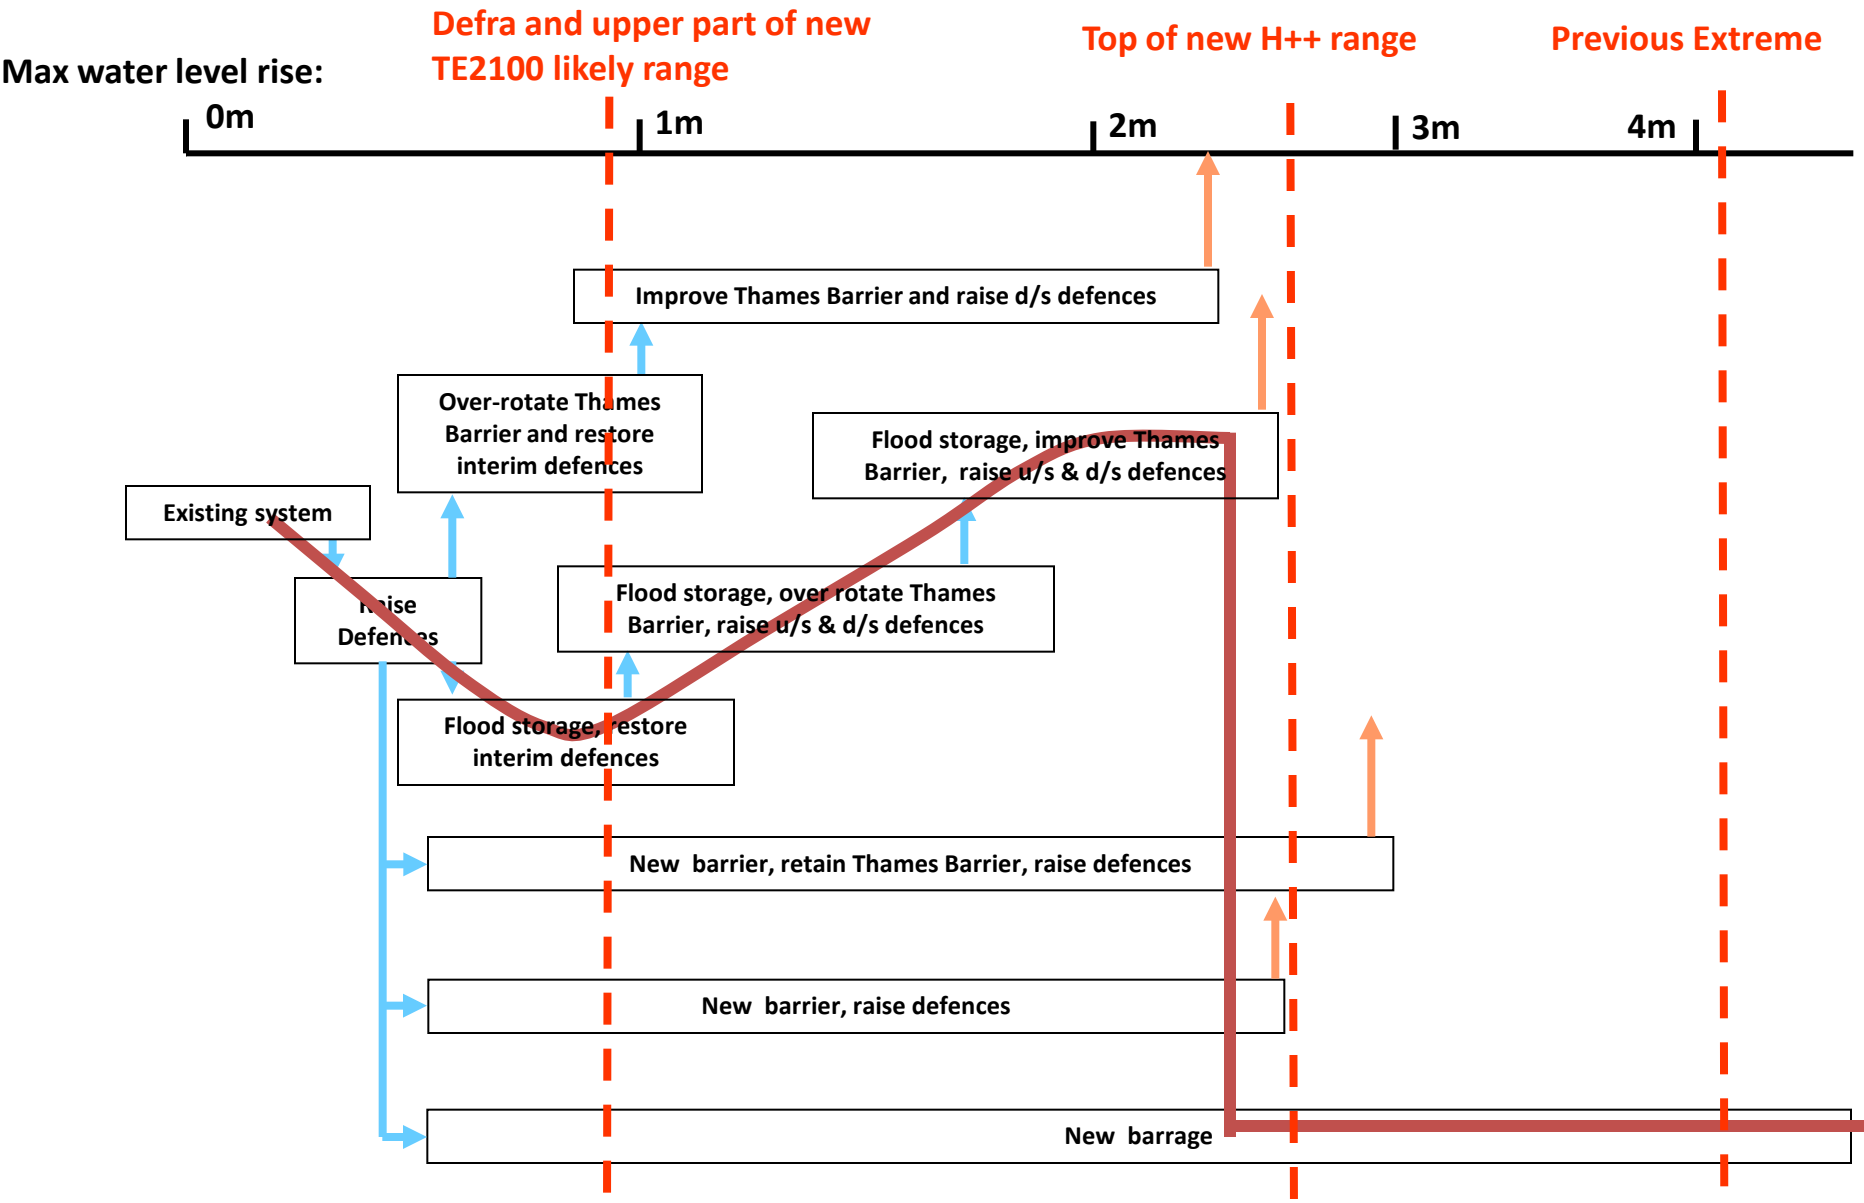 Defra and upper part of new
TE2100 likely range
Top of new H++ range
Previous Extreme
Max water level rise:
0m
1m
2m
3m
4m
Improve Thames Barrier and raise d/s defences
Over-rotate Thames
Barrier and restore
interim defences
Flood storage, improve Thames
Barrier, raise u/s & d/s defences
Existing system
Raise
Defences
Flood storage, over rotate Thames
Barrier, raise u/s & d/s defences
Flood storage, restore
interim defences
New barrier, retain Thames Barrier, raise defences
New barrier, raise defences
New barrage